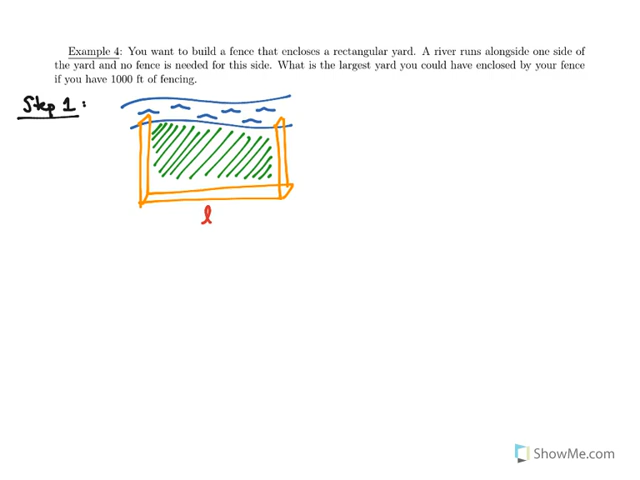 Example 4: You want to build a fence that encloses a rectangular yard. A river runs alongside one side of
the yard and no fence is needed for this side. What is the largest yard you could have enclosed by your fence
if you have 1000 ft of fencing.
Step 1:
l
ShowMe.com